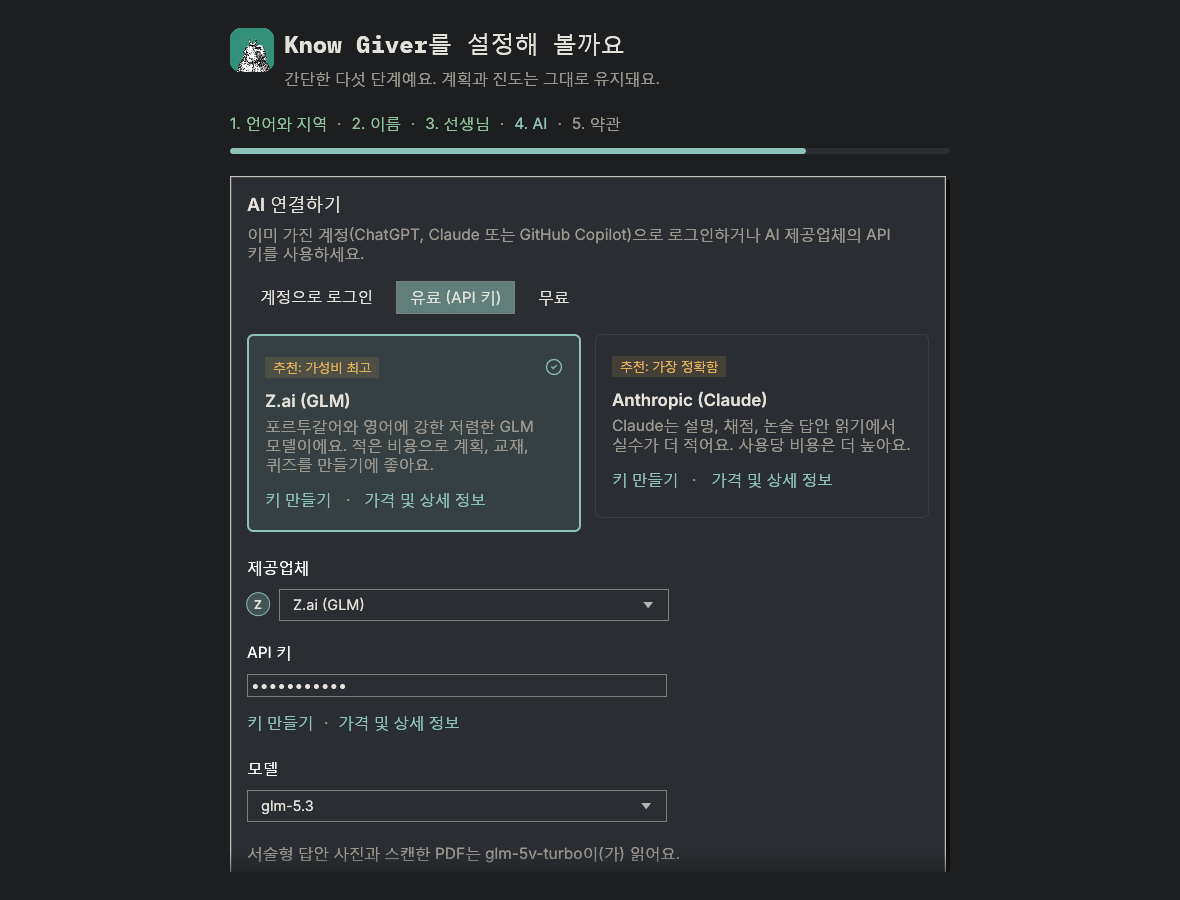 Know Giver를 설정해 볼까요
간단한 다섯 단계예요. 계획과 진도는 그대로 유지돼요.
1. 언어와 지역 · 2. 이름 · 3. 선생님 · 4. AI · 5. 약관
AI 연결하기
이미 가진 계정(ChatGPT, Claude 또는 GitHub Copilot)으로 로그인하거나 AI 제공업체의 API
키를 사용하세요.
계정으로 로그인 유료 (API 키) 무료
추천: 가성비 최고
Z.ai (GLM)
포르투갈어와 영어에 강한 저렴한 GLM
모델이에요. 적은 비용으로 계획, 교재,
퀴즈를 만들기에 좋아요.
키 만들기 · 가격 및 상세 정보
추천: 가장 정확함
Anthropic (Claude)
Claude는 설명, 채점, 논술 답안 읽기에서
실수가 더 적어요. 사용당 비용은 더 높아요.
키 만들기 · 가격 및 상세 정보
제공업체
Z Z.ai (GLM)
API 키
•••••••••••
키 만들기 · 가격 및 상세 정보
모델
glm-5.3
서술형 답안 사진과 스캔한 PDF는 glm-5v-turbo이(가) 읽어요.